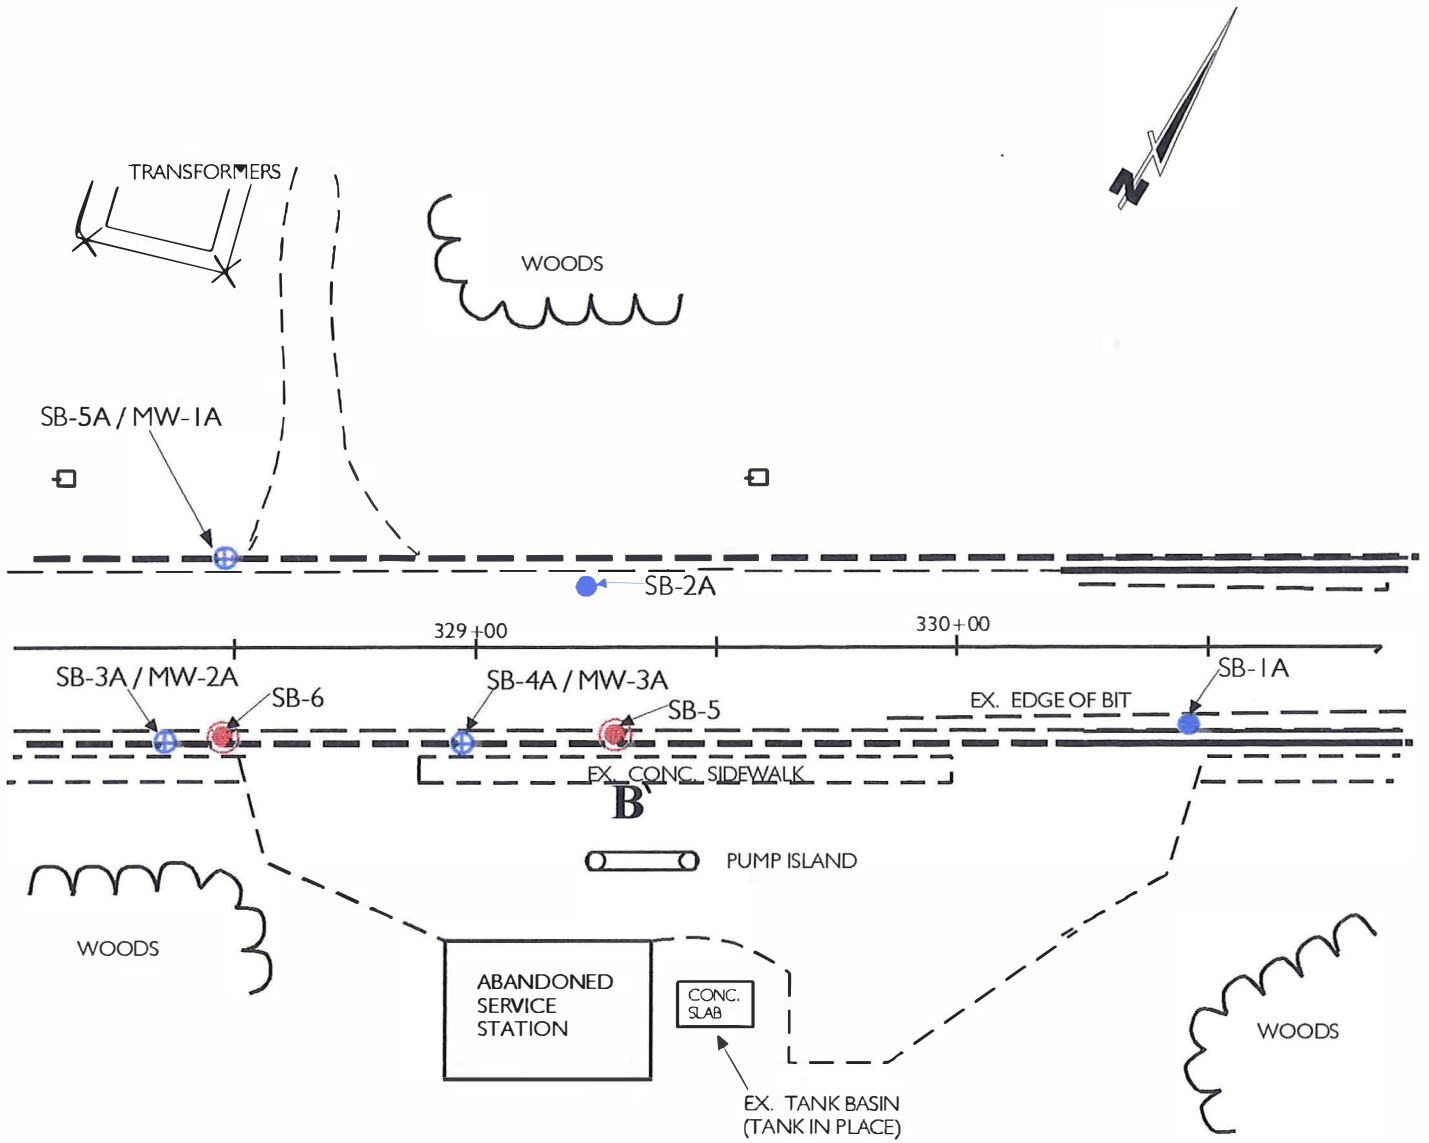 N
TRANSFORMERS
WOODS
SB-5A / MW-1A
SB-2A
329+00
330+00
SB-3A / MW-2A
SB-6
SB-4A / MW-3A
SB-5
EX. EDGE OF BIT
SB-1A
EX. CONC. SIDEWALK
B`
PUMP ISLAND
WOODS
ABANDONED
SERVICE
STATION
CONC.
SLAB
WOODS
EX. TANK BASIN
(TANK IN PLACE)